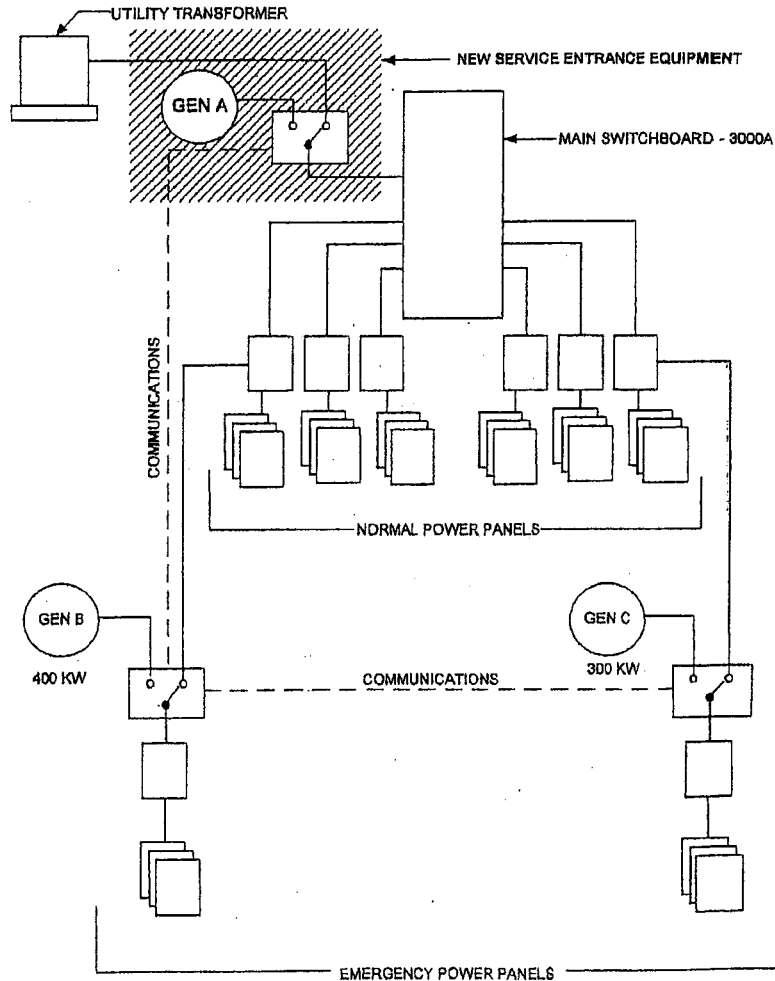 UTILITY TRANSFORMER
NEW SERVICE ENTRANCE EQUIPMENT
GEN A
MAIN SWITCHBOARD - 3000A
COMMUNICATIONS
NORMAL POWER PANELS
GEN B
400 KW
GEN C
300 KW
COMMUNICATIONS
EMERGENCY POWER PANELS